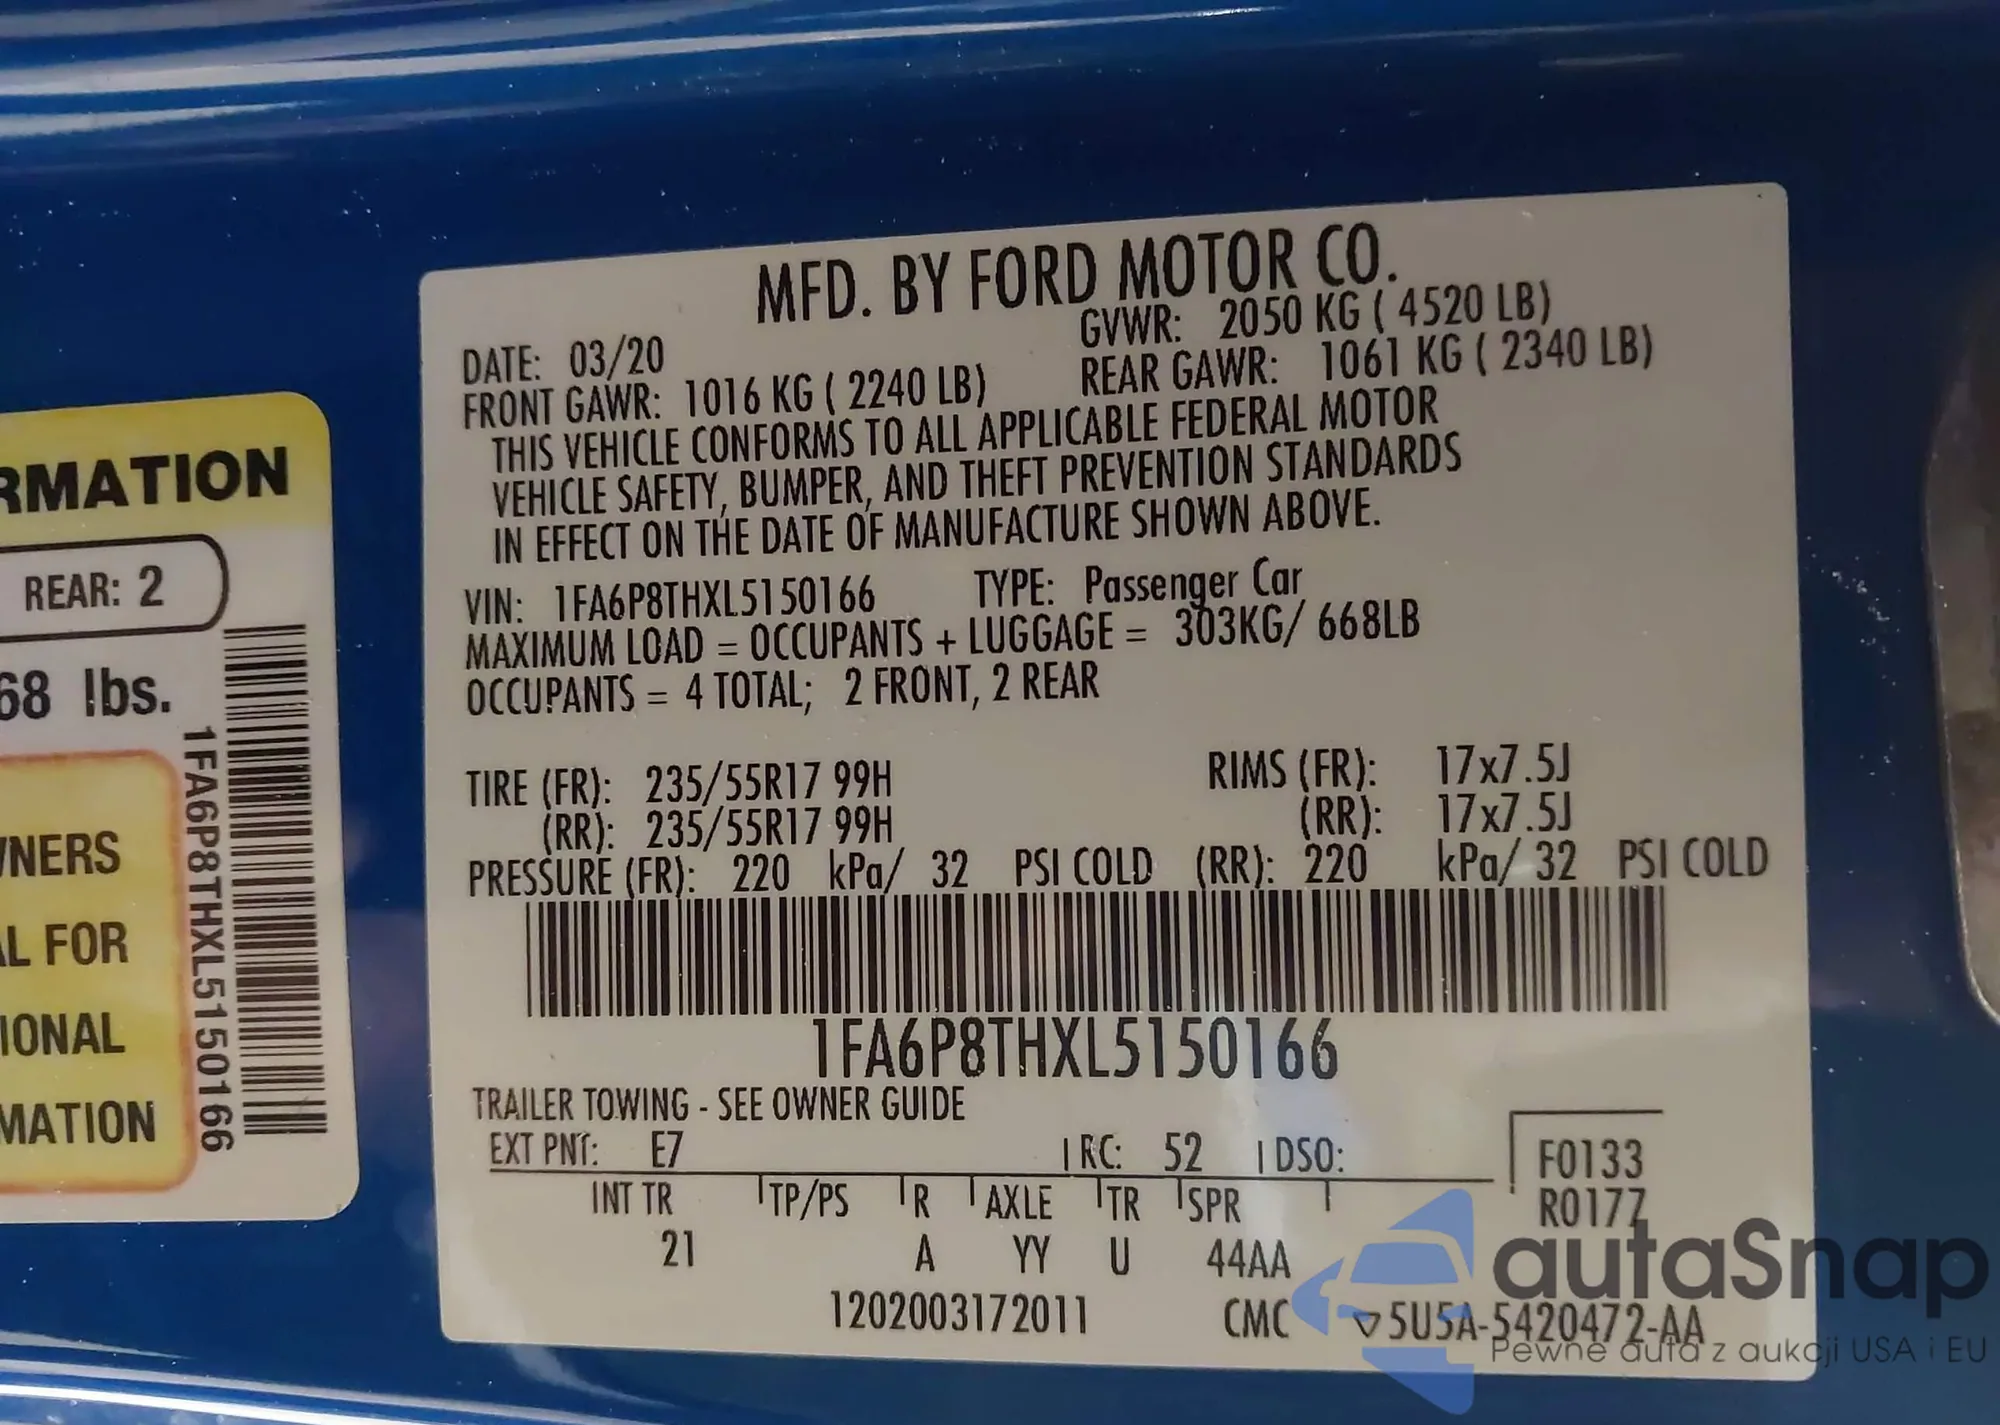 RMATION
REAR: 2
68 lbs.
WNERS
AL FOR
IONAL
MATION
1FA6P8THXL5150166
MFD. BY FORD MOTOR CO.
DATE: 03/20 GVWR: 2050 KG ( 4520 LB)
FRONT GAWR: 1016 KG ( 2240 LB) REAR GAWR: 1061 KG ( 2340 LB)
THIS VEHICLE CONFORMS TO ALL APPLICABLE FEDERAL MOTOR
VEHICLE SAFETY, BUMPER, AND THEFT PREVENTION STANDARDS
IN EFFECT ON THE DATE OF MANUFACTURE SHOWN ABOVE.
VIN: 1FA6P8THXL5150166 TYPE: Passenger Car
MAXIMUM LOAD = OCCUPANTS + LUGGAGE = 303KG/ 668LB
OCCUPANTS = 4 TOTAL; 2 FRONT, 2 REAR
TIRE (FR): 235/55R17 99H RIMS (FR): 17x7.5J
(RR): 235/55R17 99H (RR): 17x7.5J
PRESSURE (FR): 220 kPa/ 32 PSI COLD (RR): 220 kPa/ 32 PSI COLD
1FA6P8THXL5150166
TRAILER TOWING - SEE OWNER GUIDE
EXT PNT: E7 RC: 52 DSO: F0133
INT TR TP/PS R AXLE TR SPR R0177
21 A YY U 44AA
1202003172011 CMC ▽5U5A-5420472-AA
autaSnap
Pewne auta z aukcji USA i EU